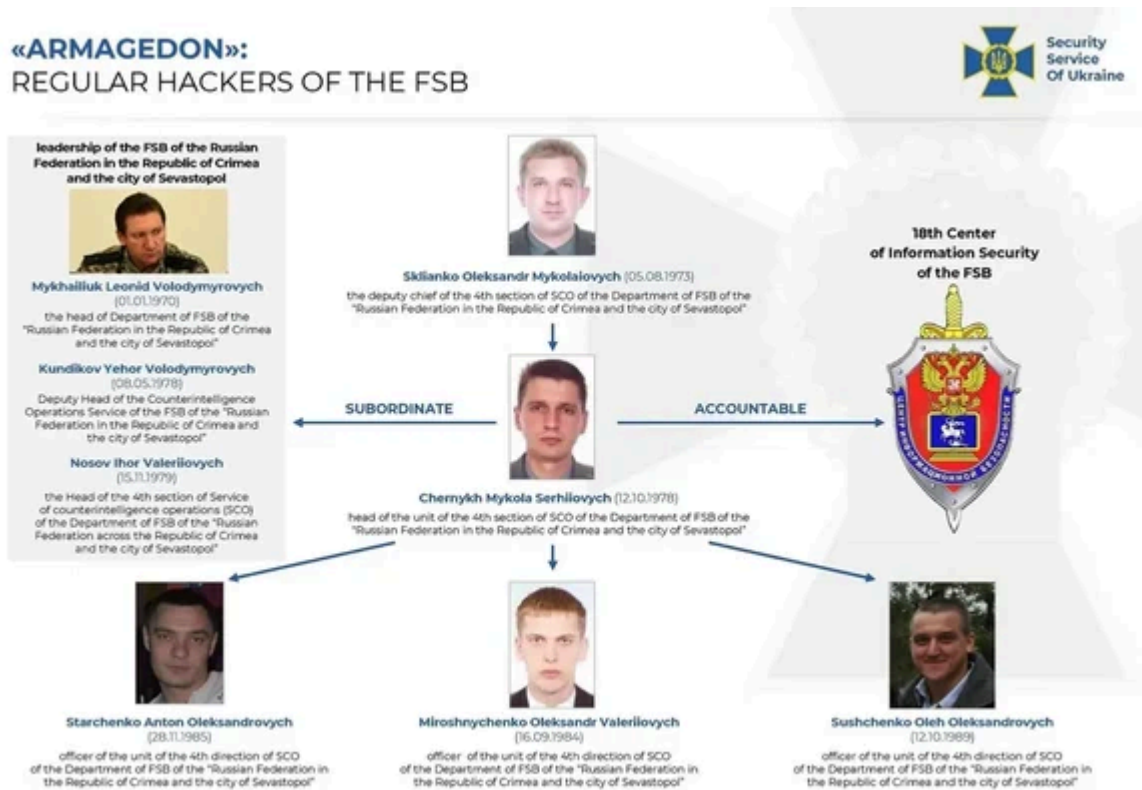 «ARMAGEDON»:
REGULAR HACKERS OF THE FSB
Security
Service
Of Ukraine
leadership of the FSB of the Russian
Federation in the Republic of Crimea
and the city of Sevastopol
Mykhailiuk Leonid Volodymyrovych
(01.01.1970)
the head of Department of FSB of the
"Russian Federation in the Republic of Crimea
and the city of Sevastopol"
Kundikov Yehor Volodymyrovych
(08.05.1978)
Deputy Head of the Counterintelligence
Operations Service of the FSB of the "Russian
Federation in the Republic of Crimea and
the city of Sevastopol"
Nosov Ihor Valeriiovych
(15.11.1979)
the Head of the 4th section of Service
of counterintelligence operations (SCO)
of the Department of FSB of the "Russian
Federation across the Republic of Crimea
and the city of Sevastopol"
Sklianko Oleksandr Mykolaiovych (05.08.1973)
the deputy chief of the 4th section of SCO of the Department of FSB of the
"Russian Federation in the Republic of Crimea and the city of Sevastopol"
SUBORDINATE
ACCOUNTABLE
Chernykh Mykola Serhiiovych (12.10.1978)
head of the unit of the 4th section of SCO of the Department of FSB of the
"Russian Federation in the Republic of Crimea and the city of Sevastopol"
18th Center
of Information Security
of the FSB
ЦЕНТР ИНФОРМАЦИОННОЙ БЕЗОПАСНОСТИ
Starchenko Anton Oleksandrovych
(28.11.1985)
officer of the unit of the 4th direction of SCO
of the Department of FSB of the "Russian Federation in
the Republic of Crimea and the city of Sevastopol"
Miroshnychenko Oleksandr Valeriiovych
(16.09.1984)
officer of the unit of the 4th direction of SCO
of the Department of FSB of the "Russian Federation in
the Republic of Crimea and the city of Sevastopol"
Sushchenko Oleh Oleksandrovych
(12.10.1989)
officer of the unit of the 4th direction of SCO
of the Department of FSB of the "Russian Federation in
the Republic of Crimea and the city of Sevastopol"